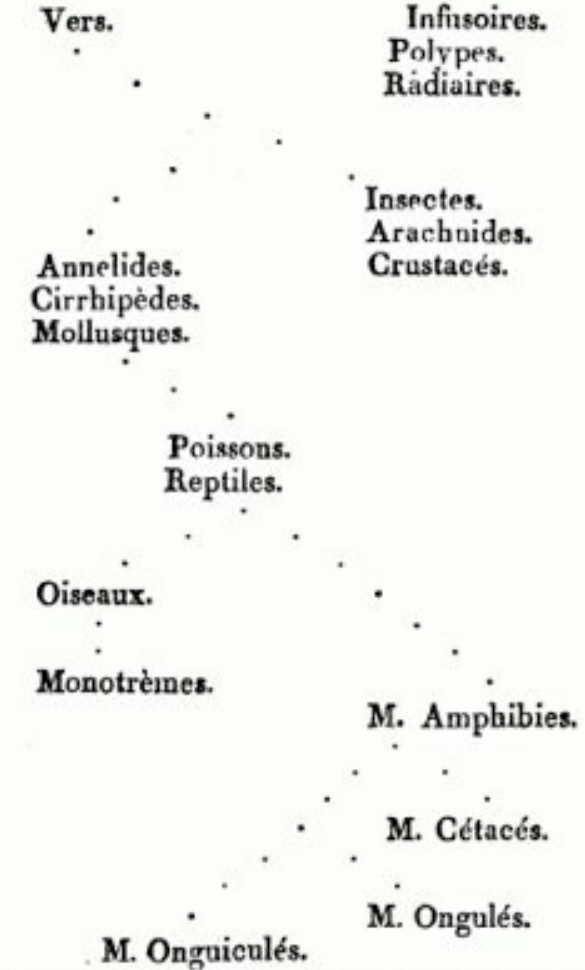 Vers.
Infusoires.
Polypes.
Radiaires.
Insectes.
Arachnides.
Crustacés.
Annelides.
Cirrhipèdes.
Mollusques.
Poissons.
Reptiles.
Oiseaux.
Monotrèmes.
M. Amphibies.
M. Cétacés.
M. Ongulés.
M. Onguiculés.